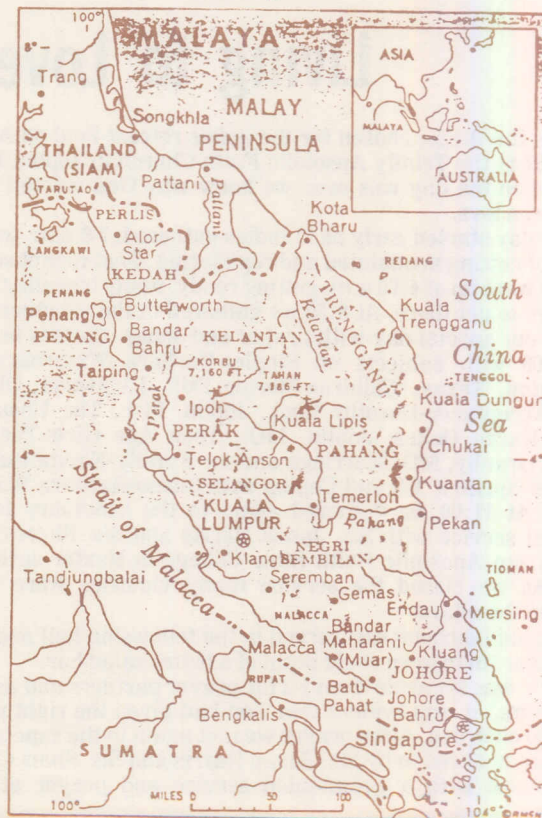 100°
MALAYA
8°
Trang
MALAY
PENINSULA
Songkhla
THAILAND
(SIAM)
Pattani
Pattani
TARUTAO
PERLIS
LANGKAWI
Alor
Star
KEDAH
Kota
Bharu
REDANG
PENANG
Penang
PENANG
Butterworth
Bandar
Bahru
Taiping
KELANTAN
Kelantan
TRENGGANU
Kuala
Trengganu
South
China
Sea
KORBU
7,160 FT.
TAHAN
7,186 FT.
TENGGOL
Kuala Dungun
Perak
Ipoh
PERAK
Kuala Lipis
Chukai
4°
Telok Anson
PAHANG
Kuantan
4°
SELANGOR
Temerloh
KUALA
LUMPUR
Pahang
Pekan
Strait of Malacca
Klang
NEGRI
SEMBILAN
Seremban
TIOMAN
Tandjungbalai
Gemas
Endau
Mersing
MALACCA
Malacca
Bandar
Maharani
(Muar)
Kluang
JOHORE
RUPAT
Batu
Pahat
Johore
Bahru
Bengkalis
Singapore
SUMATRA
MILES 0
50
100
100°
104°
ASIA
MALAYA
AUSTRALIA